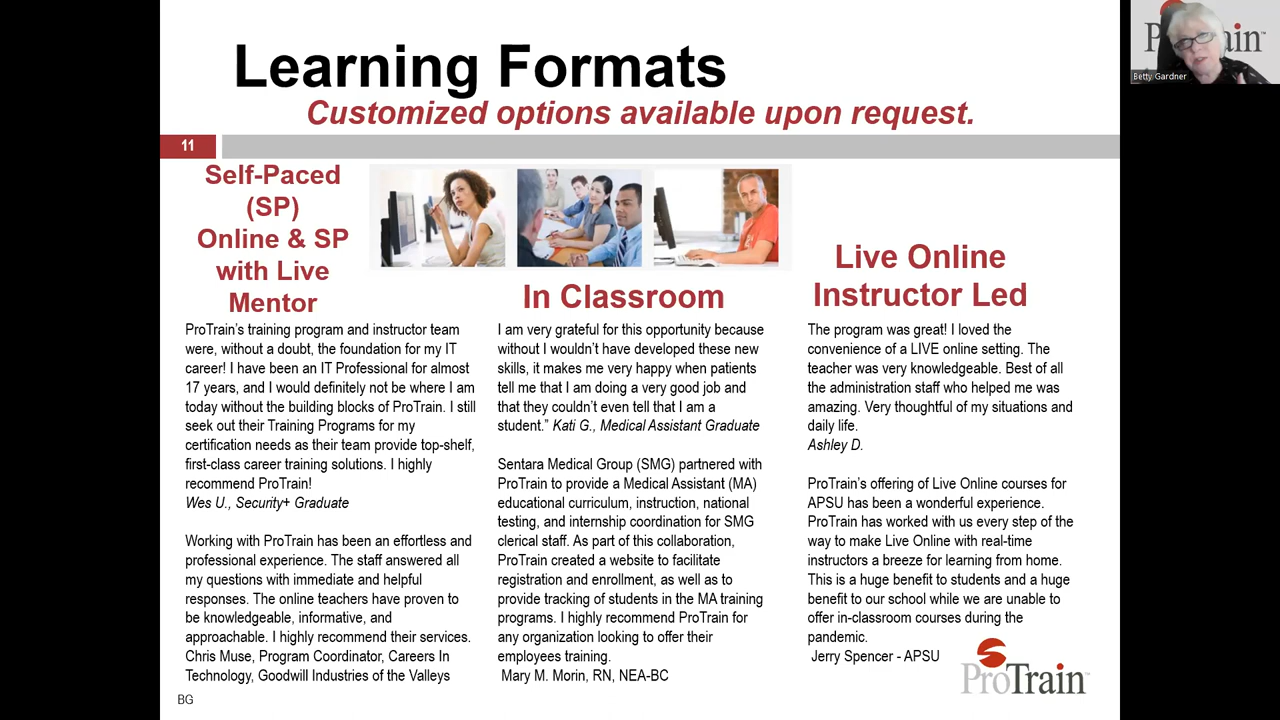 Learning Formats
Customized options available upon request.
11
Self-Paced
(SP)
Online & SP
with Live
Mentor
ProTrain's training program and instructor team
were, without a doubt, the foundation for my IT
career! I have been an IT Professional for almost
17 years, and I would definitely not be where I am
today without the building blocks of ProTrain. I still
seek out their Training Programs for my
certification needs as their team provide top-shelf,
first-class career training solutions. I highly
recommend ProTrain!
Wes U., Security+ Graduate
Working with ProTrain has been an effortless and
professional experience. The staff answered all
my questions with immediate and helpful
responses. The online teachers have proven to
be knowledgeable, informative, and
approachable. I highly recommend their services.
Chris Muse, Program Coordinator, Careers In
Technology, Goodwill Industries of the Valleys
BG
In Classroom
I am very grateful for this opportunity because
without I wouldn't have developed these new
skills, it makes me very happy when patients
tell me that I am doing a very good job and
that they couldn't even tell that I am a
student.” Kati G., Medical Assistant Graduate
Sentara Medical Group (SMG) partnered with
ProTrain to provide a Medical Assistant (MA)
educational curriculum, instruction, national
testing, and internship coordination for SMG
clerical staff. As part of this collaboration,
ProTrain created a website to facilitate
registration and enrollment, as well as to
provide tracking of students in the MA training
programs. I highly recommend ProTrain for
any organization looking to offer their
employees training.
Mary M. Morin, RN, NEA-BC
Live Online
Instructor Led
The program was great! I loved the
convenience of a LIVE online setting. The
teacher was very knowledgeable. Best of all
the administration staff who helped me was
amazing. Very thoughtful of my situations and
daily life.
Ashley D.
ProTrain's offering of Live Online courses for
APSU has been a wonderful experience.
ProTrain has worked with us every step of the
way to make Live Online with real-time
instructors a breeze for learning from home.
This is a huge benefit to students and a huge
benefit to our school while we are unable to
offer in-classroom courses during the
pandemic.
Jerry Spencer - APSU
ProTrain
Betty Gardner